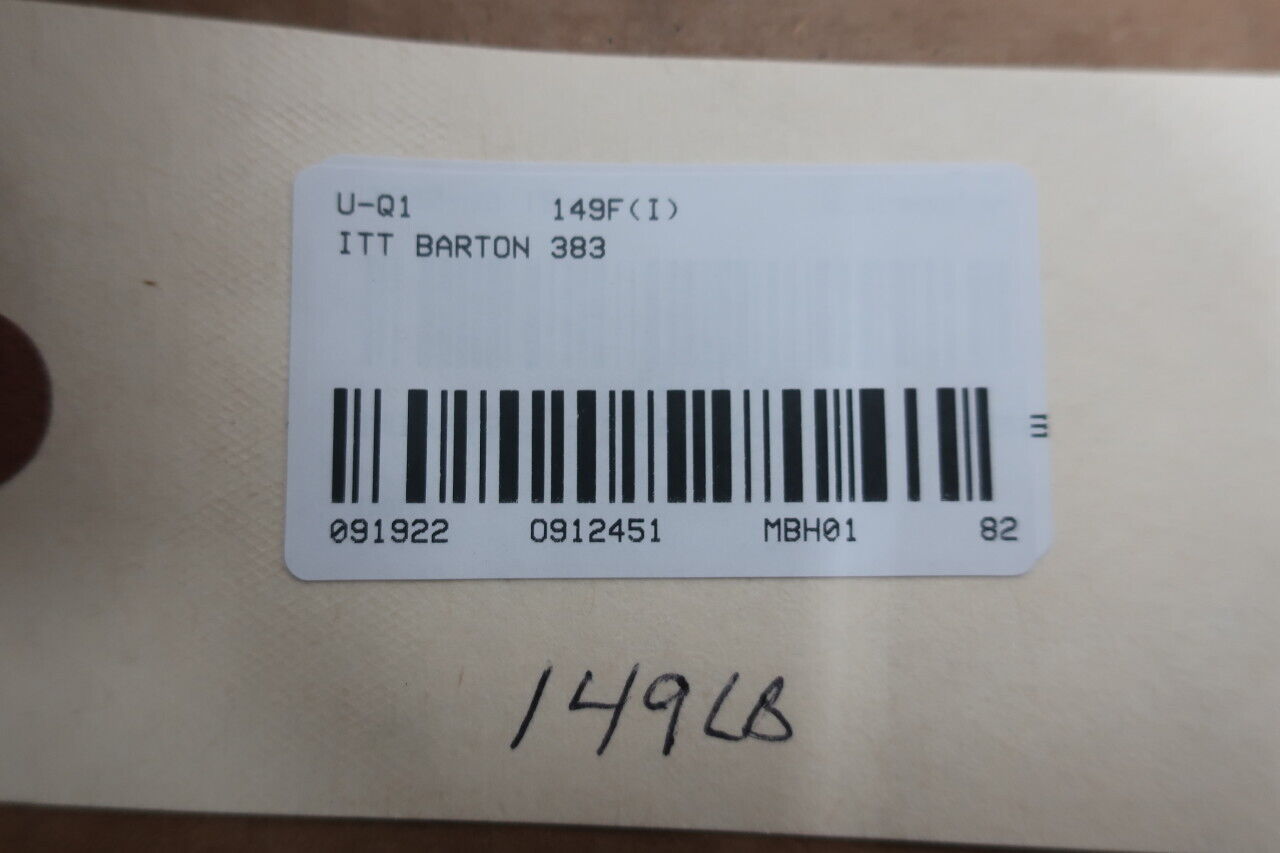 U-Q1 149F(I)
ITT BARTON 383
091922 0912451 MBH01 82
149LB